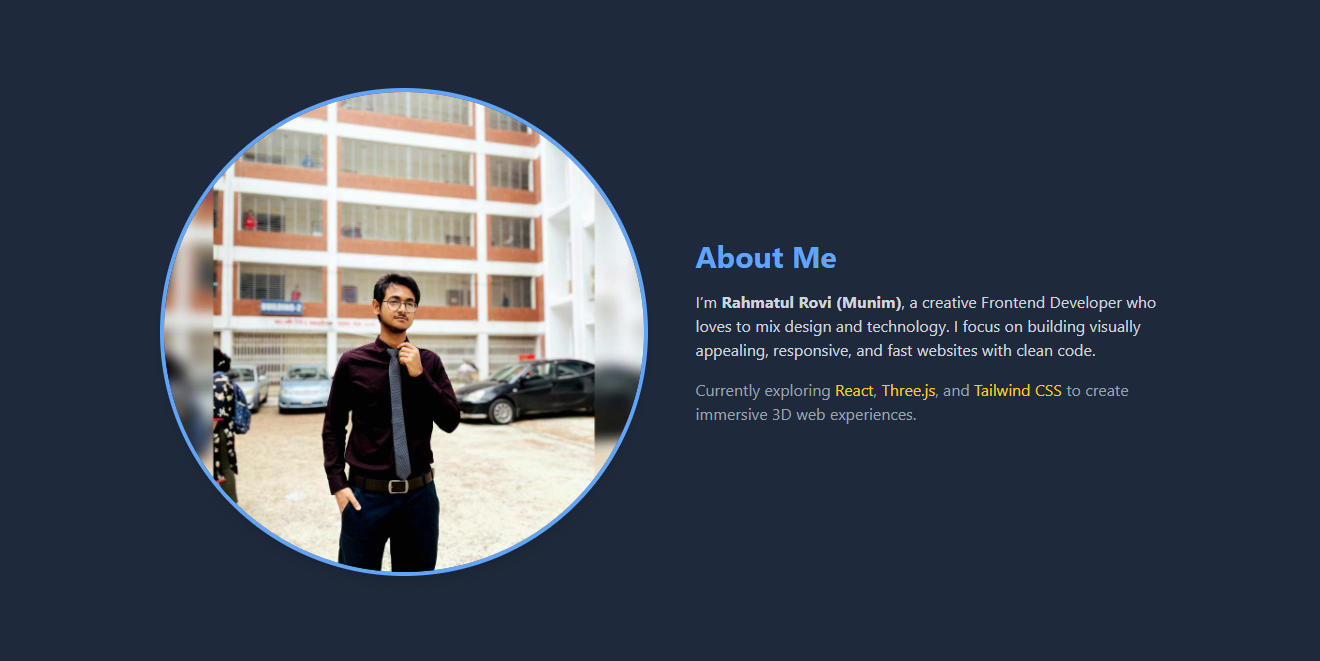 BUILDING-2
About Me
I'm Rahmatul Rovi (Munim), a creative Frontend Developer who
loves to mix design and technology. I focus on building visually
appealing, responsive, and fast websites with clean code.
Currently exploring React, Three.js, and Tailwind CSS to create
immersive 3D web experiences.